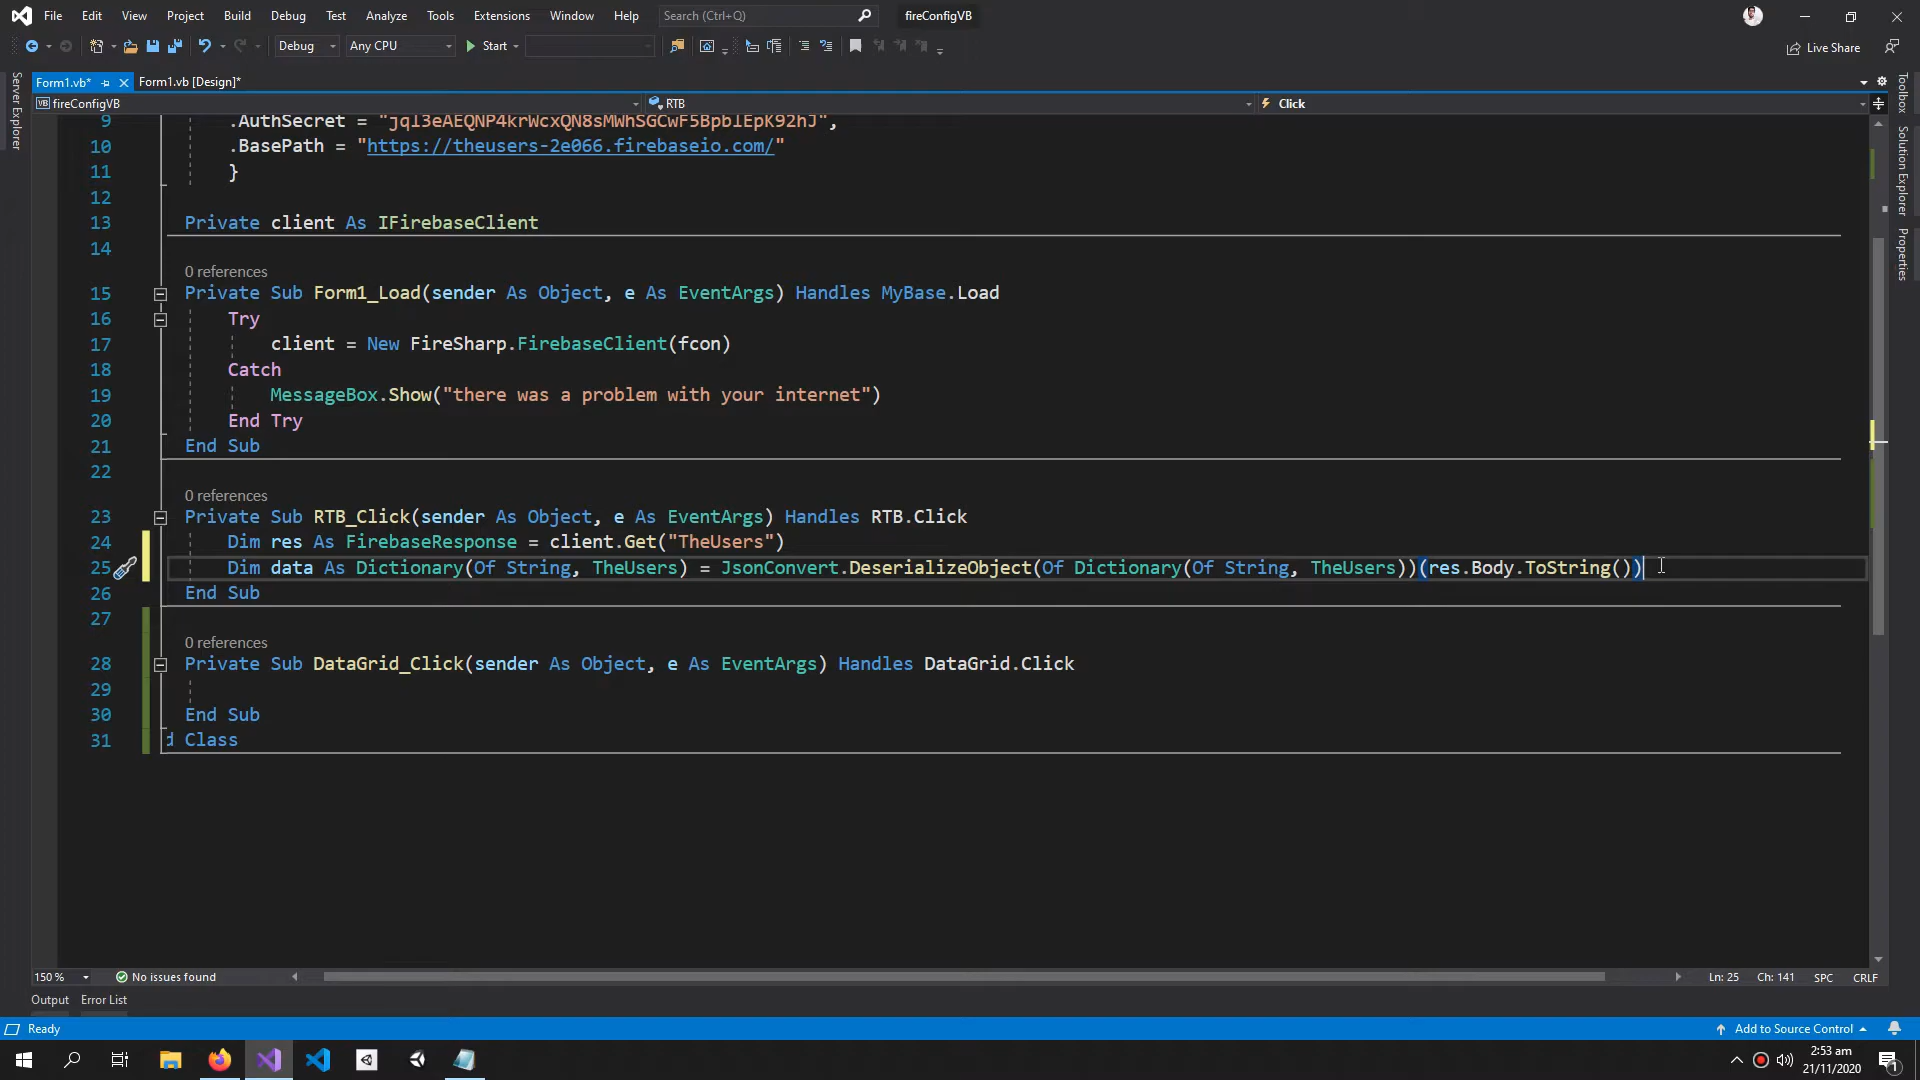 File Edit View Project Build Debug Test Analyze Tools Extensions Window Help Search (Ctrl+Q) fireConfigVB
Debug Any CPU Start Live Share
Form1.vb* Form1.vb [Design]*
fireConfigVB RTB Click
Server Explorer
Toolbox
Solution Explorer
Properties
9 .AuthSecret =
10 .BasePath = "https://theusers-2e066.firebaseio.com/"
11 }
12
13 Private client As IFirebaseClient
14
0 references
15 Private Sub Form1_Load(sender As Object, e As EventArgs) Handles MyBase.Load
16 Try
17 client = New FireSharp.FirebaseClient(fcon)
18 Catch
19 MessageBox.Show("there was a problem with your internet")
20 End Try
21 End Sub
22
0 references
23 Private Sub RTB_Click(sender As Object, e As EventArgs) Handles RTB.Click
24 Dim res As FirebaseResponse = client.Get("TheUsers")
25 Dim data As Dictionary(Of String, TheUsers) = JsonConvert.DeserializeObject(Of Dictionary(Of String, TheUsers))(res.Body.ToString())
26 End Sub
27
0 references
28 Private Sub DataGrid_Click(sender As Object, e As EventArgs) Handles DataGrid.Click
29
30 End Sub
31 d Class
150 % No issues found Ln: 25 Ch: 141 SPC CRLF
Output Error List
Ready Add to Source Control
2:53 am
21/11/2020
1